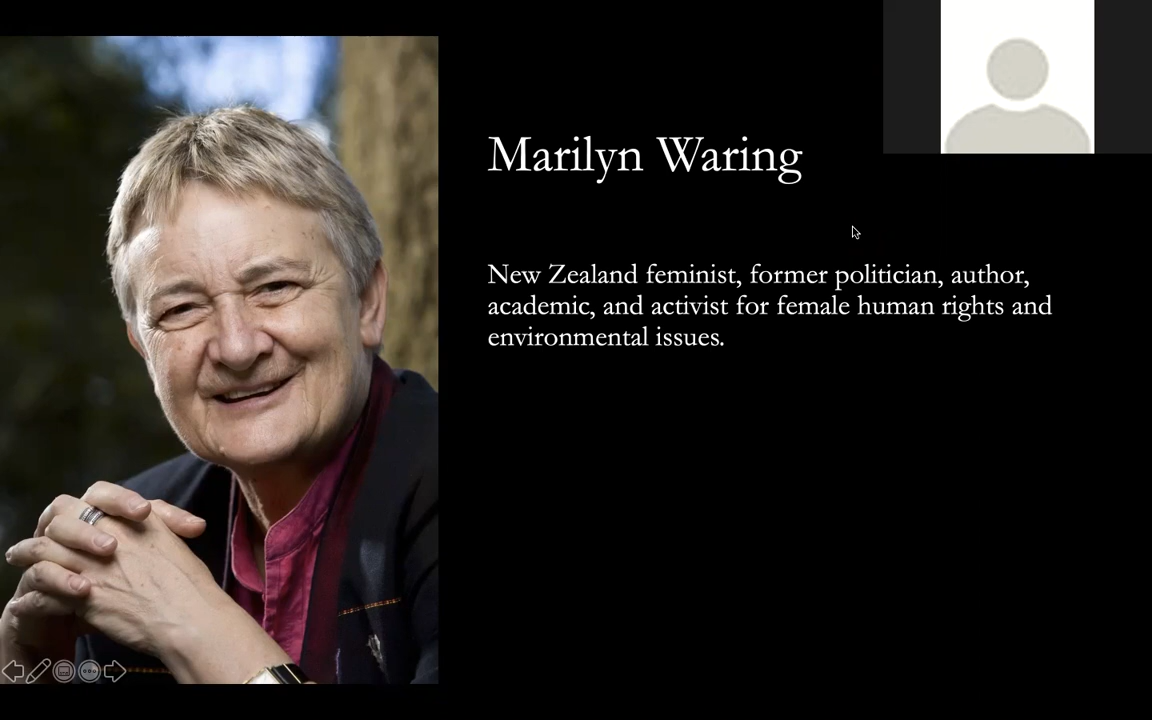 Marilyn Waring
New Zealand feminist, former politician, author,
academic, and activist for female human rights and
environmental issues.